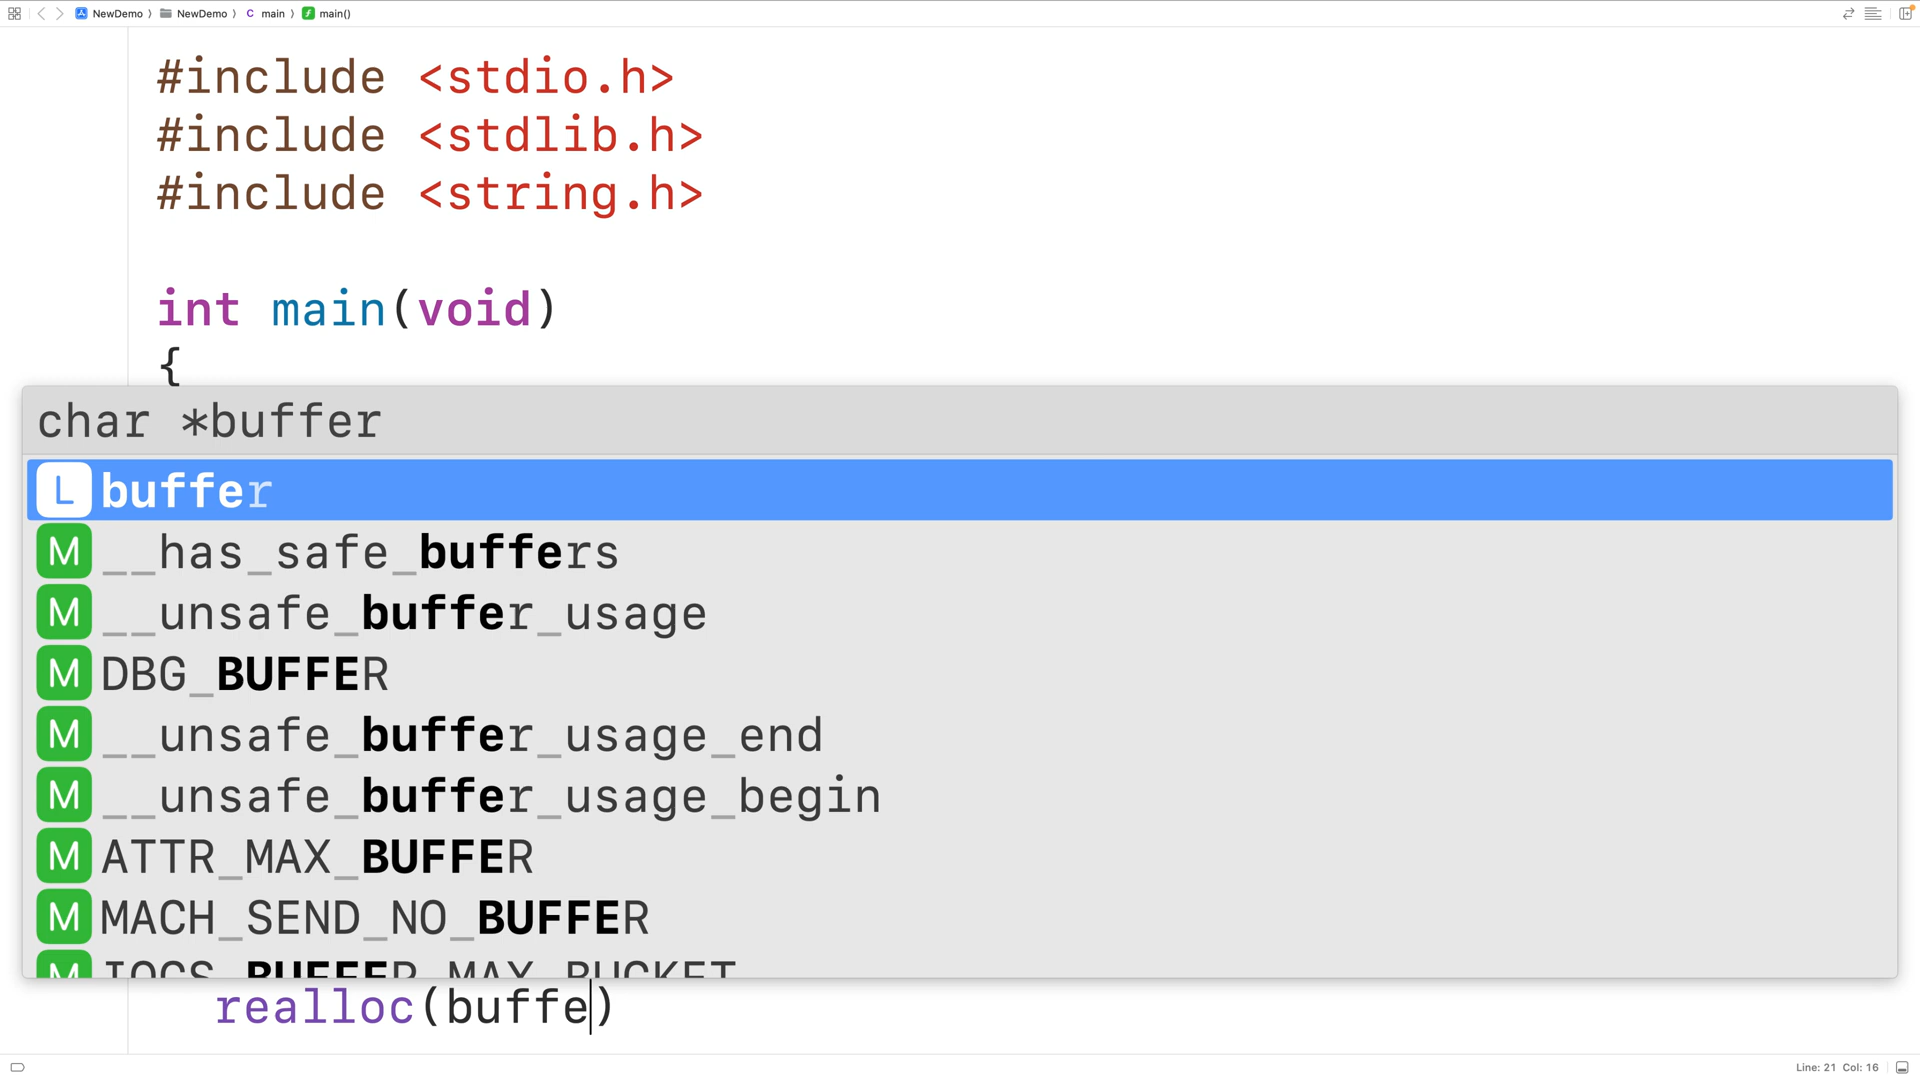 NewDemo 〉 NewDemo 〉 C main 〉 f main()
#include <stdio.h>
#include <stdlib.h>
#include <string.h>
int main(void)
{
char *buffer
L buffer
M __has_safe_buffers
M __unsafe_buffer_usage
M DBG_BUFFER
M __unsafe_buffer_usage_end
M __unsafe_buffer_usage_begin
M ATTR_MAX_BUFFER
M MACH_SEND_NO_BUFFER
M IOGS_BUFFER_MAX_BUCKET
realloc(buffe)
Line: 21 Col: 16